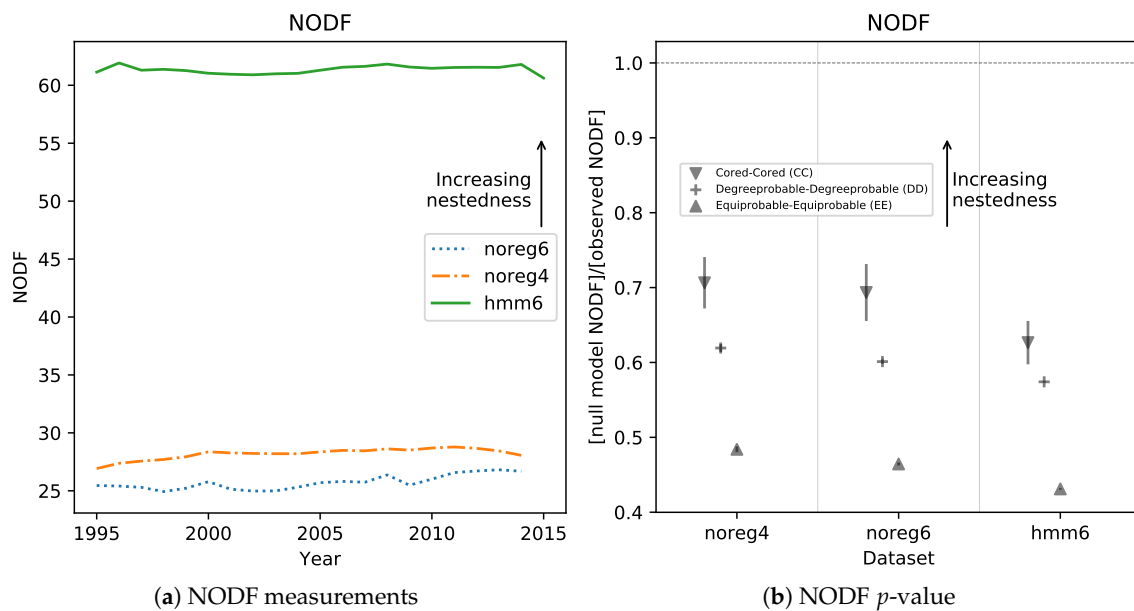 NODF
60
55
50
45
40
35
30
25
NODF
Increasing
nestedness
noreg6
noreg4
hmm6
1995
2000
2005
2010
2015
Year
(a) NODF measurements
NODF
1.0
0.9
0.8
0.7
0.6
0.5
0.4
[null model NODF]/[observed NODF]
Cored-Cored (CC)
Degreeprobable-Degreeprobable (DD)
Equiprobable-Equiprobable (EE)
Increasing
nestedness
noreg4
noreg6
hmm6
Dataset
(b) NODF p-value